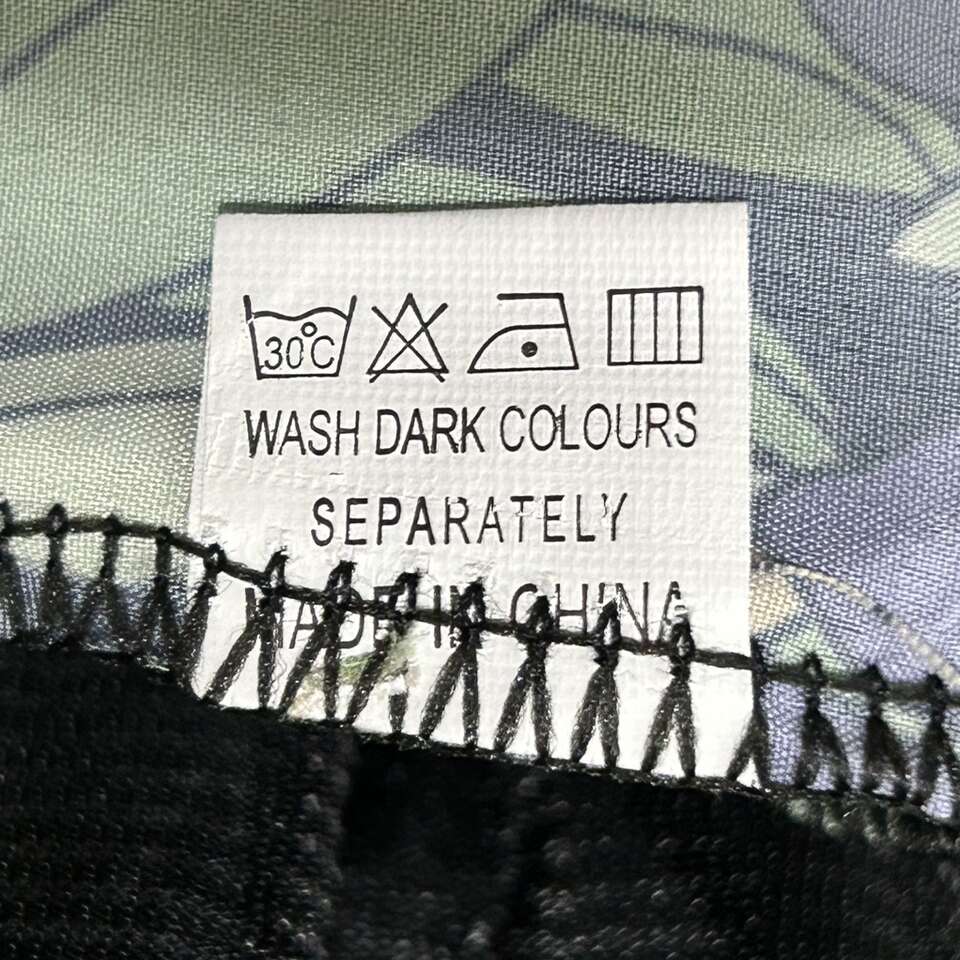 30°C
WASH DARK COLOURS
SEPARATELY
MADE IN CHINA